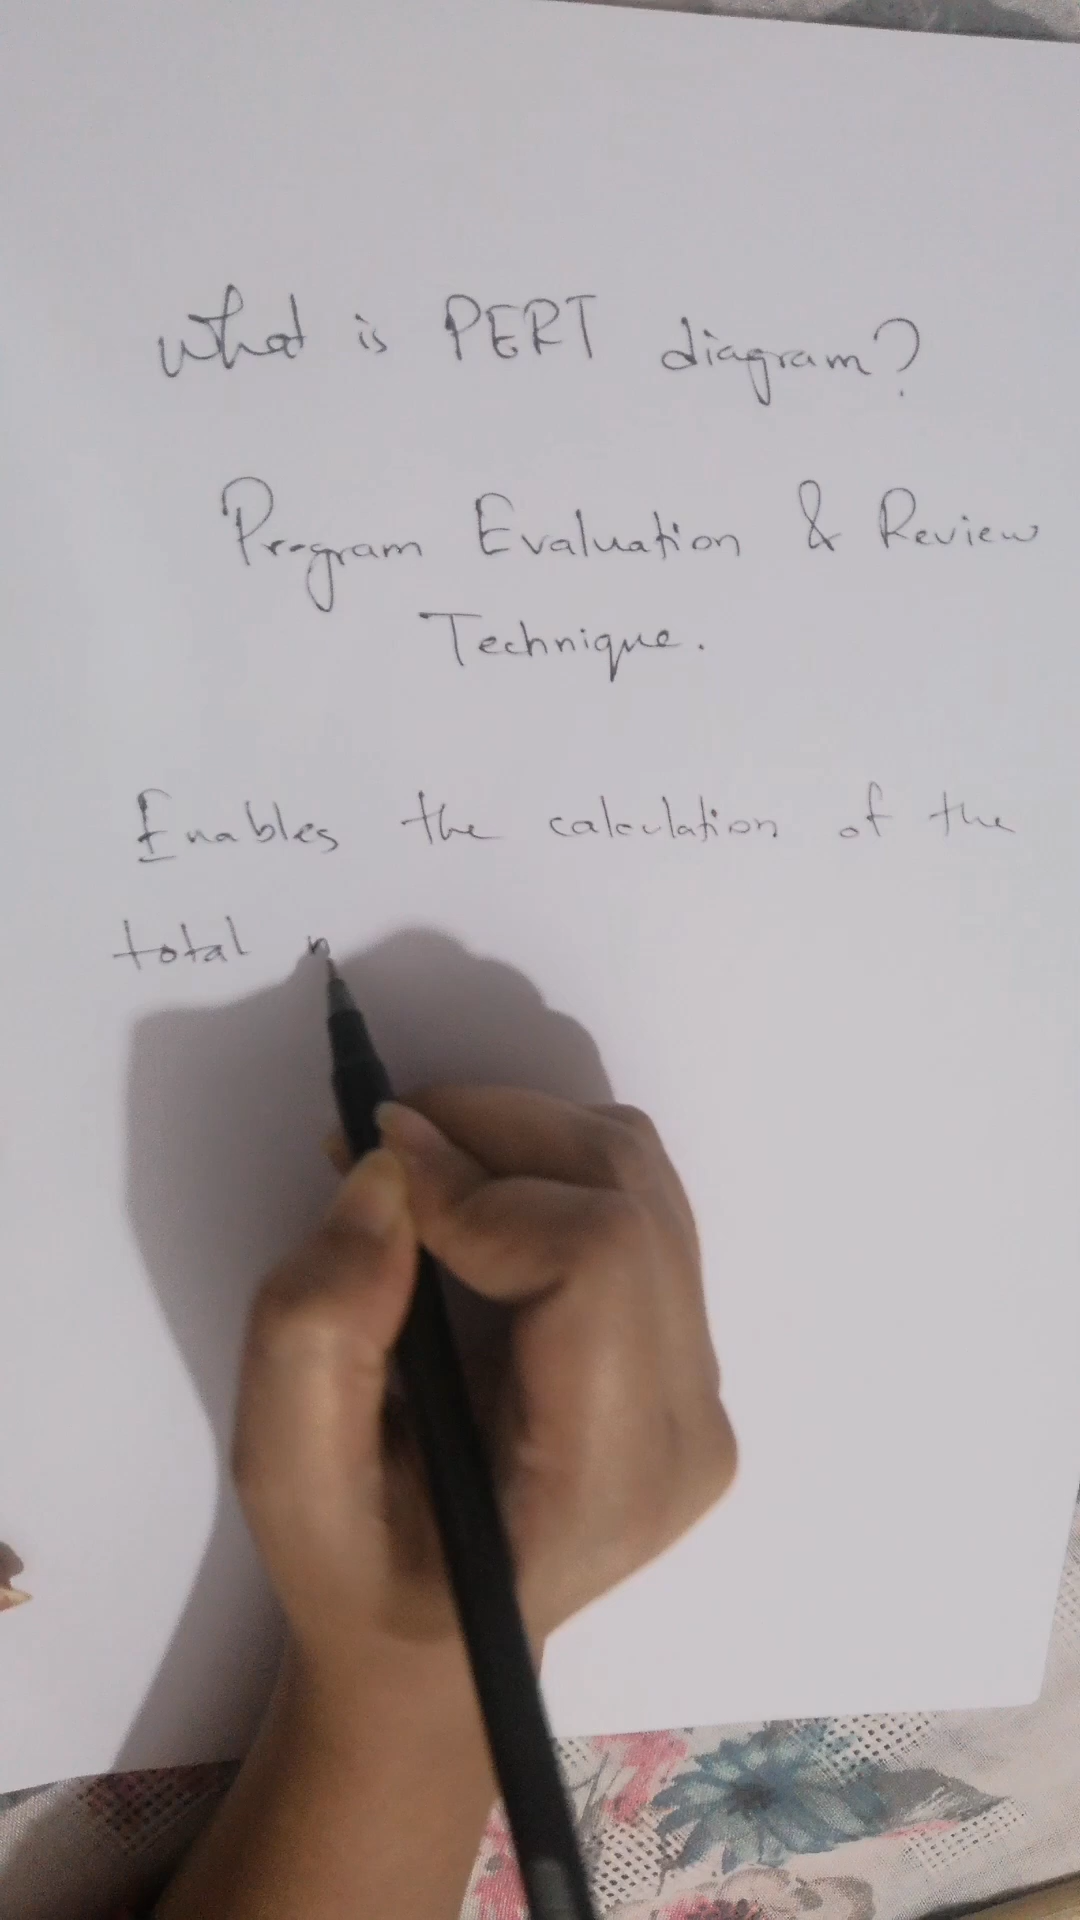 What is PERT diagram?
Program Evaluation & Review
Technique.
Enables the calculation of the
total